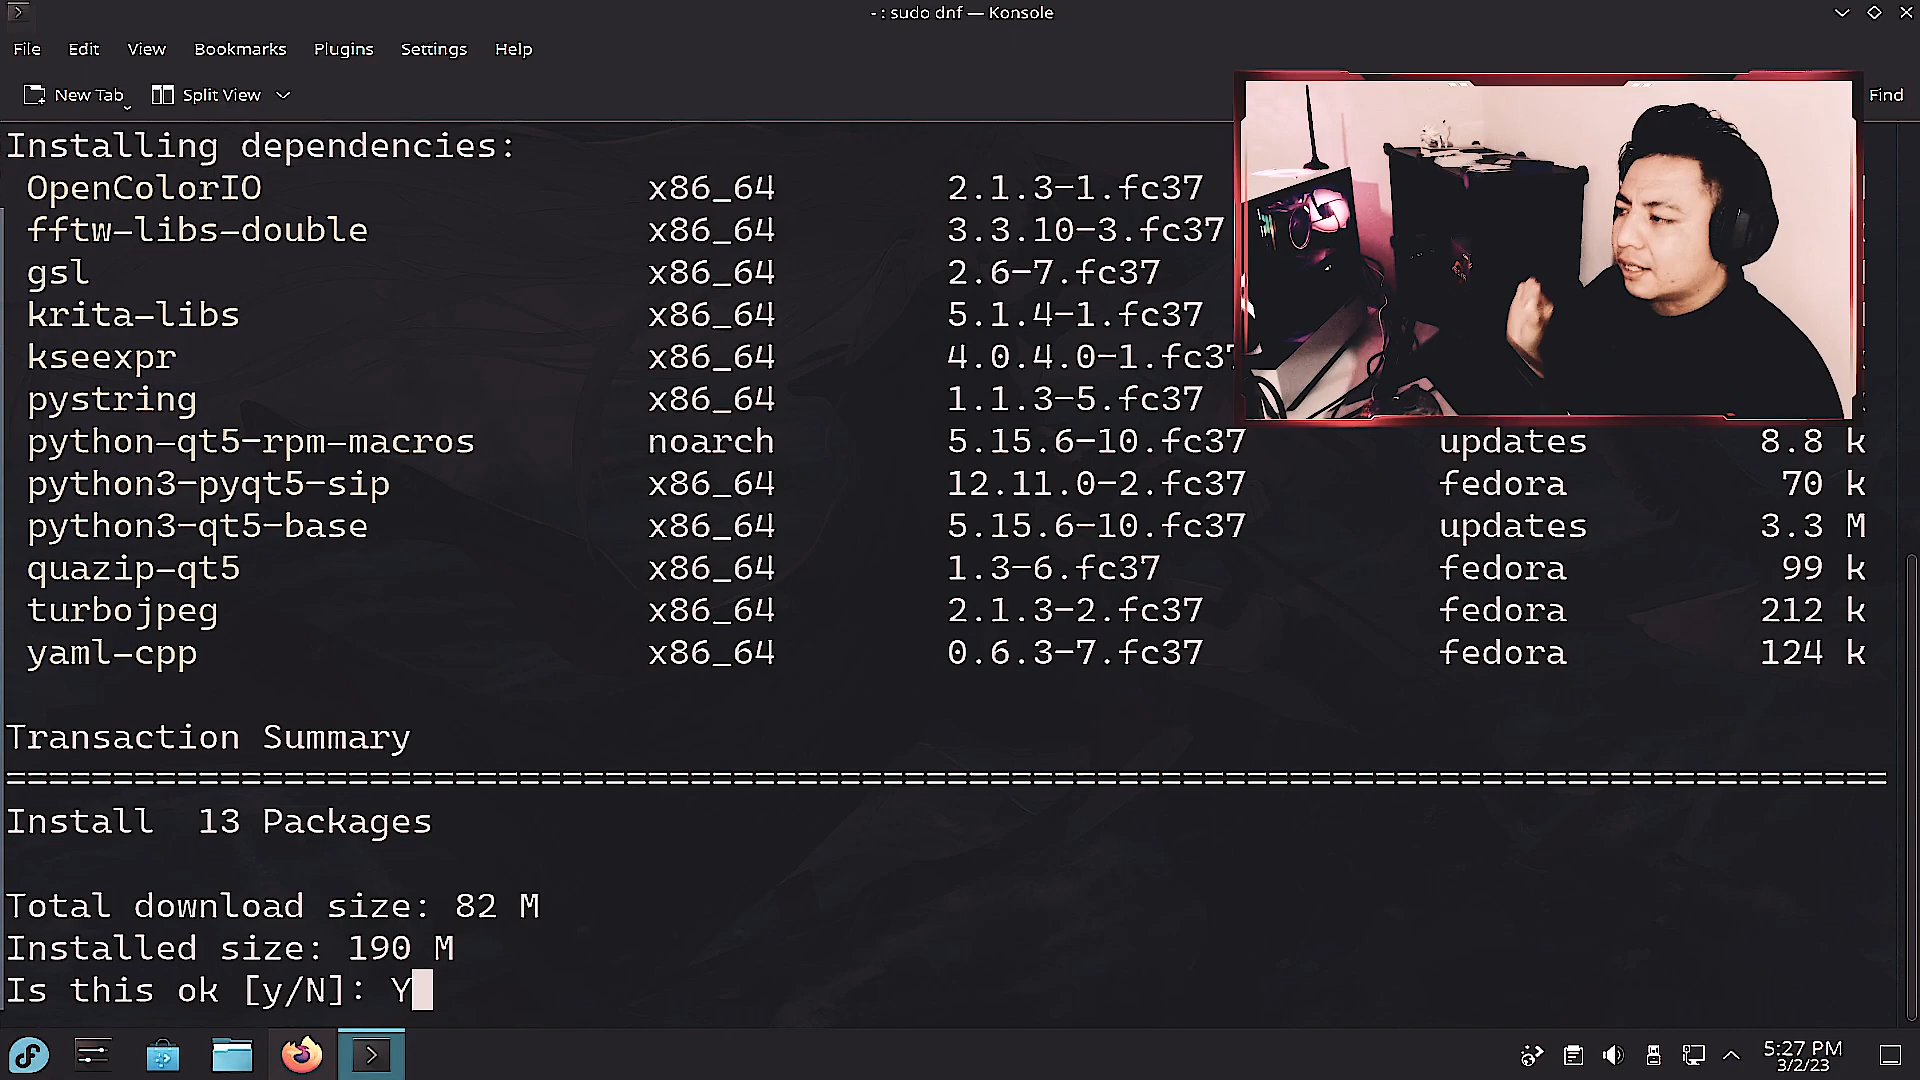 - : sudo dnf — Konsole
File Edit View Bookmarks Plugins Settings Help
New Tab Split View Find
Installing dependencies:
OpenColorIO x86_64 2.1.3-1.fc37
fftw-libs-double x86_64 3.3.10-3.fc37
gsl x86_64 2.6-7.fc37
krita-libs x86_64 5.1.4-1.fc37
kseexpr x86_64 4.0.4.0-1.fc37
pystring x86_64 1.1.3-5.fc37
python-qt5-rpm-macros noarch 5.15.6-10.fc37 updates 8.8 k
python3-pyqt5-sip x86_64 12.11.0-2.fc37 fedora 70 k
python3-qt5-base x86_64 5.15.6-10.fc37 updates 3.3 M
quazip-qt5 x86_64 1.3-6.fc37 fedora 99 k
turbojpeg x86_64 2.1.3-2.fc37 fedora 212 k
yaml-cpp x86_64 0.6.3-7.fc37 fedora 124 k
Transaction Summary
========================================================================================
Install 13 Packages
Total download size: 82 M
Installed size: 190 M
Is this ok [y/N]: Y
5:27 PM
3/2/23